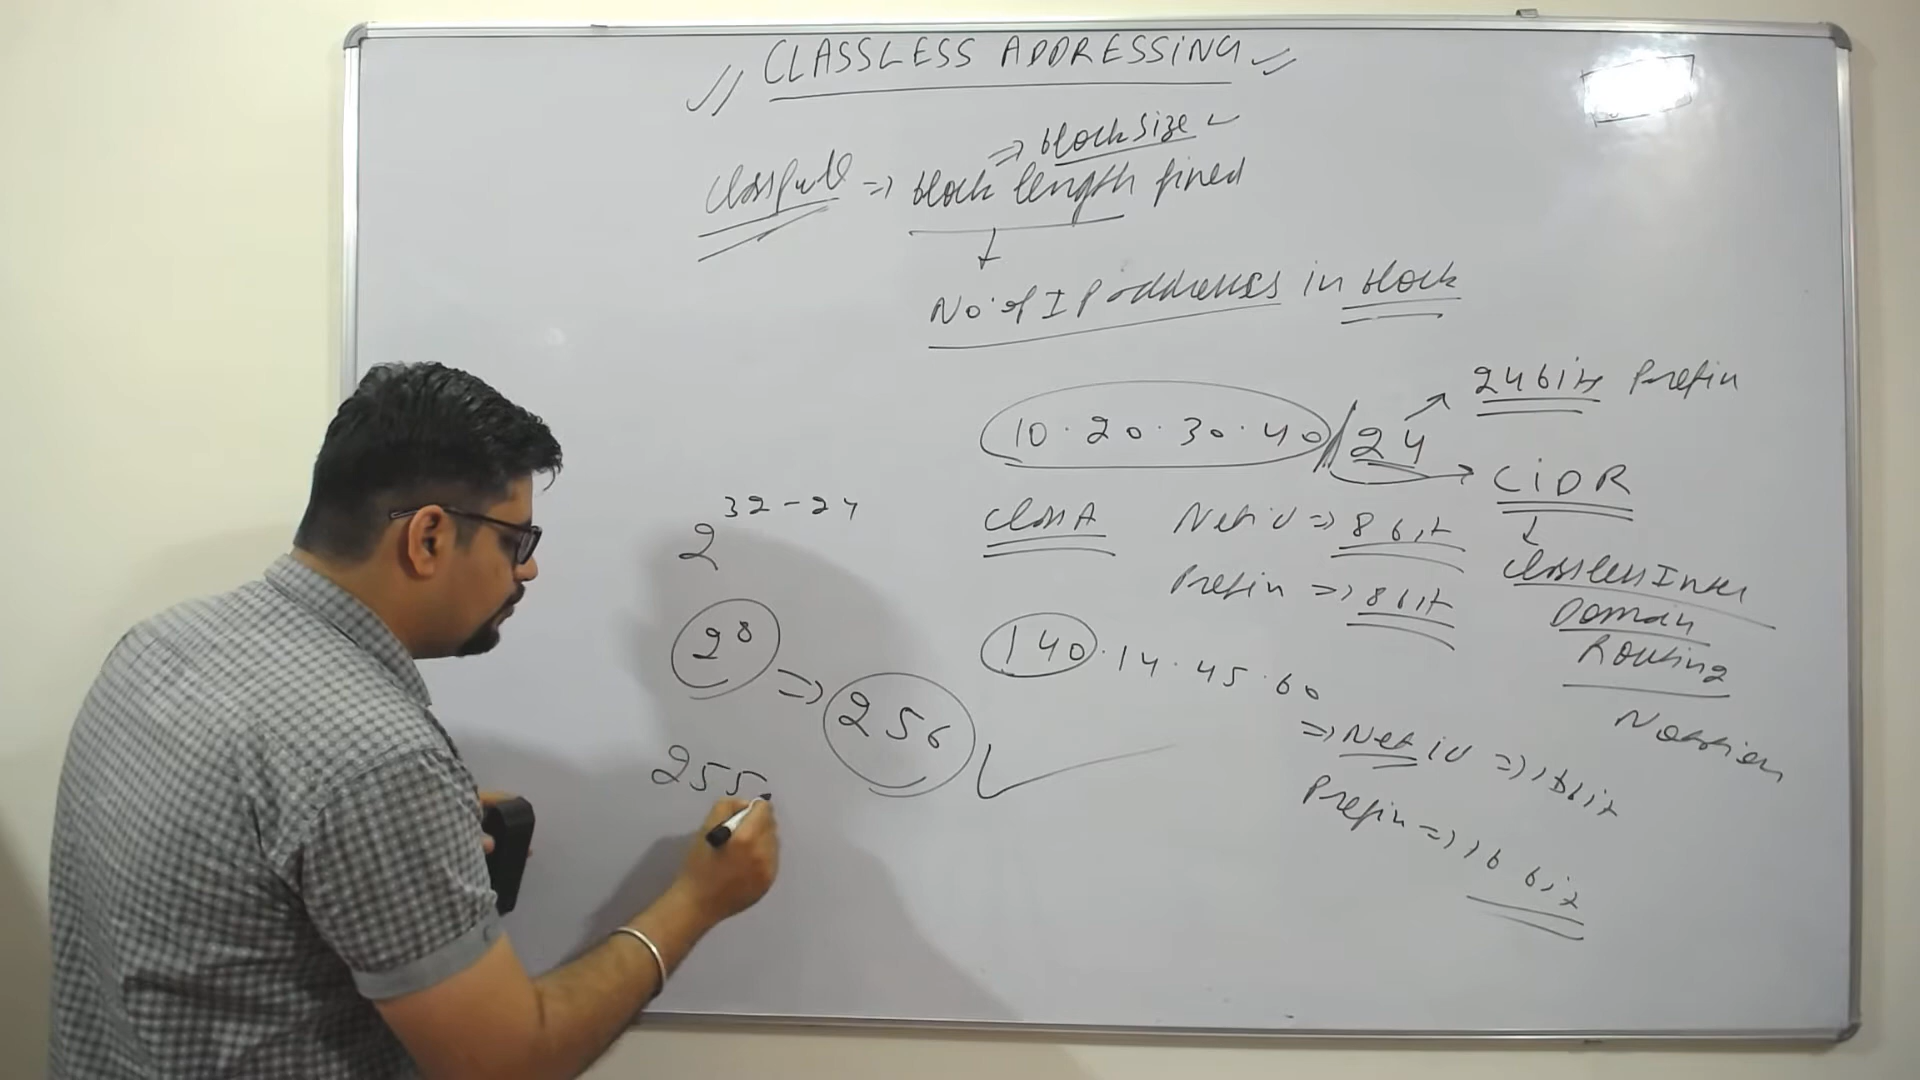 CLASSLESS ADDRESSING
=> block size
classful => block length fixed
No. of IP addresses in block
24 bits Prefix
10.20.30.40/24
CIDR
2^32-24
Class A Net id => 8 bit
Classless Inter
Prefix => 8 bit
Domain
Routing
Notation
2^8 => 256
140.14.45.60
=> Net id => 16 bit
255.
Prefix => 16 bit